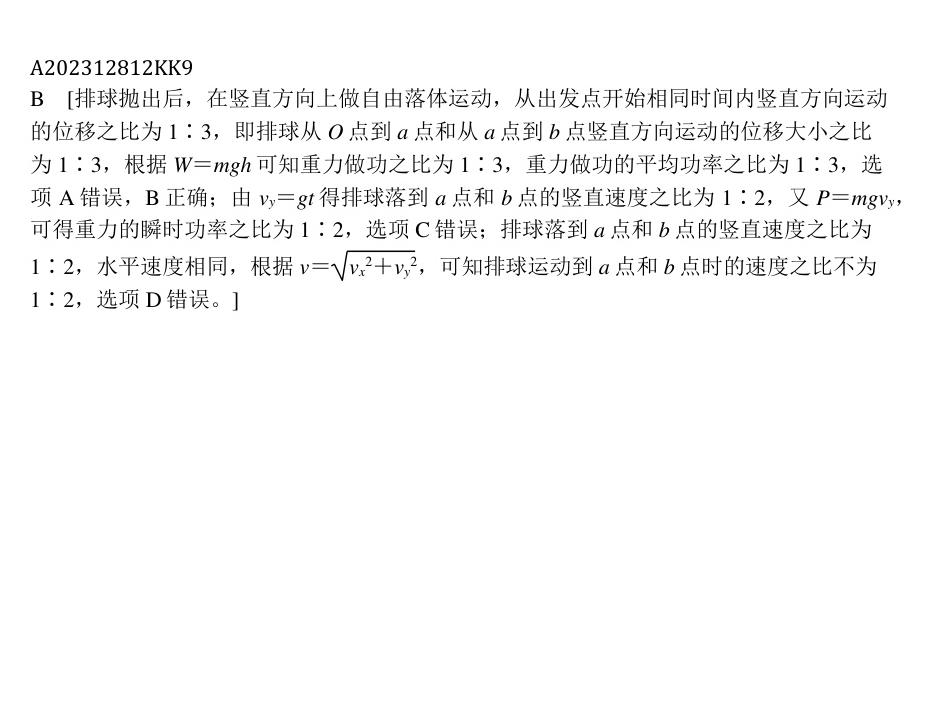 A202312812KK9
B　[排球抛出后，在竖直方向上做自由落体运动，从出发点开始相同时间内竖直方向运动
的位移之比为 1∶3，即排球从 O 点到 a 点和从 a 点到 b 点竖直方向运动的位移大小之比
为 1∶3，根据 W＝mgh 可知重力做功之比为 1∶3，重力做功的平均功率之比为 1∶3，选
项 A 错误，B 正确；由 vy＝gt 得排球落到 a 点和 b 点的竖直速度之比为 1∶2，又 P＝mgvy，
可得重力的瞬时功率之比为 1∶2，选项 C 错误；排球落到 a 点和 b 点的竖直速度之比为
1∶2，水平速度相同，根据 v＝√(vx²＋vy²)，可知排球运动到 a 点和 b 点时的速度之比不为
1∶2，选项 D 错误。]